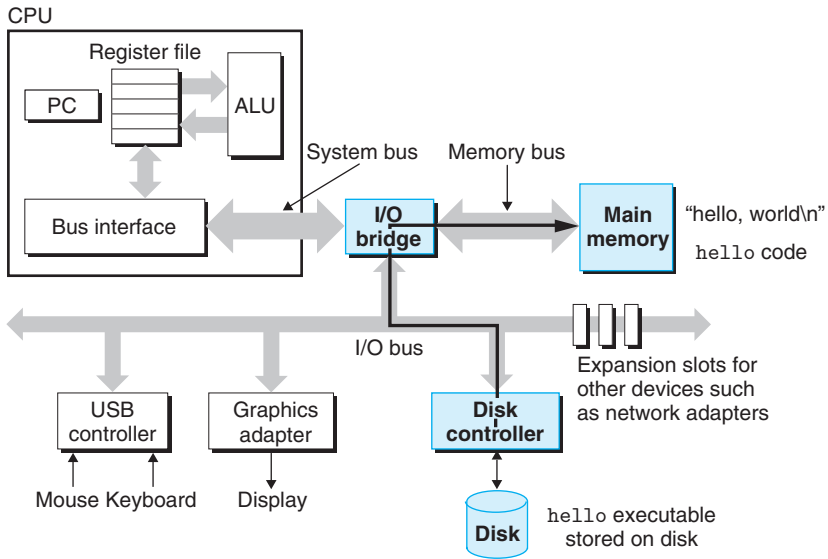 CPU
Register file
PC
ALU
System bus
Memory bus
Bus interface
I/O
bridge
Main
memory
“hello, world\n”
hello code
I/O bus
Expansion slots for
other devices such
as network adapters
USB
controller
Graphics
adapter
Disk
controller
Mouse Keyboard
Display
Disk
hello executable
stored on disk